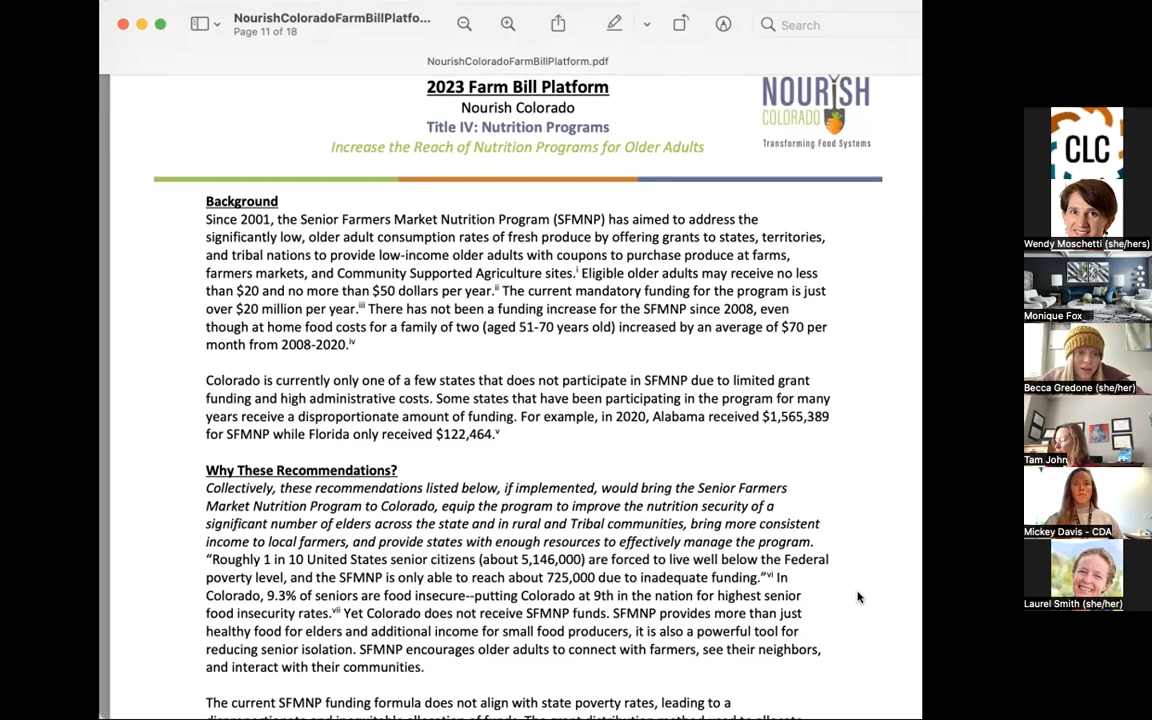 NourishColoradoFarmBillPlatfo...
Page 11 of 18
Search
NourishColoradoFarmBillPlatform.pdf
2023 Farm Bill Platform
Nourish Colorado
Title IV: Nutrition Programs
Increase the Reach of Nutrition Programs for Older Adults
NOURISH
COLORADO
Transforming Food Systems
Background
Since 2001, the Senior Farmers Market Nutrition Program (SFMNP) has aimed to address the
significantly low, older adult consumption rates of fresh produce by offering grants to states, territories,
and tribal nations to provide low-income older adults with coupons to purchase produce at farms,
farmers markets, and Community Supported Agriculture sites.i Eligible older adults may receive no less
than $20 and no more than $50 dollars per year.ii The current mandatory funding for the program is just
over $20 million per year.iii There has not been a funding increase for the SFMNP since 2008, even
though at home food costs for a family of two (aged 51-70 years old) increased by an average of $70 per
month from 2008-2020.iv
Colorado is currently only one of a few states that does not participate in SFMNP due to limited grant
funding and high administrative costs. Some states that have been participating in the program for many
years receive a disproportionate amount of funding. For example, in 2020, Alabama received $1,565,389
for SFMNP while Florida only received $122,464.v
Why These Recommendations?
Collectively, these recommendations listed below, if implemented, would bring the Senior Farmers
Market Nutrition Program to Colorado, equip the program to improve the nutrition security of a
significant number of elders across the state and in rural and Tribal communities, bring more consistent
income to local farmers, and provide states with enough resources to effectively manage the program.
“Roughly 1 in 10 United States senior citizens (about 5,146,000) are forced to live well below the Federal
poverty level, and the SFMNP is only able to reach about 725,000 due to inadequate funding.”vi In
Colorado, 9.3% of seniors are food insecure--putting Colorado at 9th in the nation for highest senior
food insecurity rates.vii Yet Colorado does not receive SFMNP funds. SFMNP provides more than just
healthy food for elders and additional income for small food producers, it is also a powerful tool for
reducing senior isolation. SFMNP encourages older adults to connect with farmers, see their neighbors,
and interact with their communities.
The current SFMNP funding formula does not align with state poverty rates, leading to a
disproportionate and inequitable allocation of funds. The grant distribution method used to allocate
CLC
Wendy Moschetti (she/hers)
Monique Fox
Becca Gredone (she/her)
Tam John
Mickey Davis - CDA
Laurel Smith (she/her)